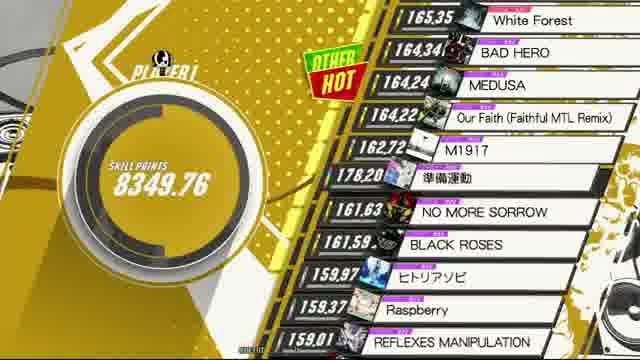 PLAYER1
SKILL POINTS
8349.76
OTHER
HOT
165,35 White Forest
164,34 BAD HERO
164,24 MEDUSA
164,22 Our Faith (Faithful MTL Remix)
162,72 M1917
178,20 準備運動
161,63 NO MORE SORROW
161,59 BLACK ROSES
159,97 ヒトリアソビ
159,37 Raspberry
159,01 REFLEXES MANIPULATION